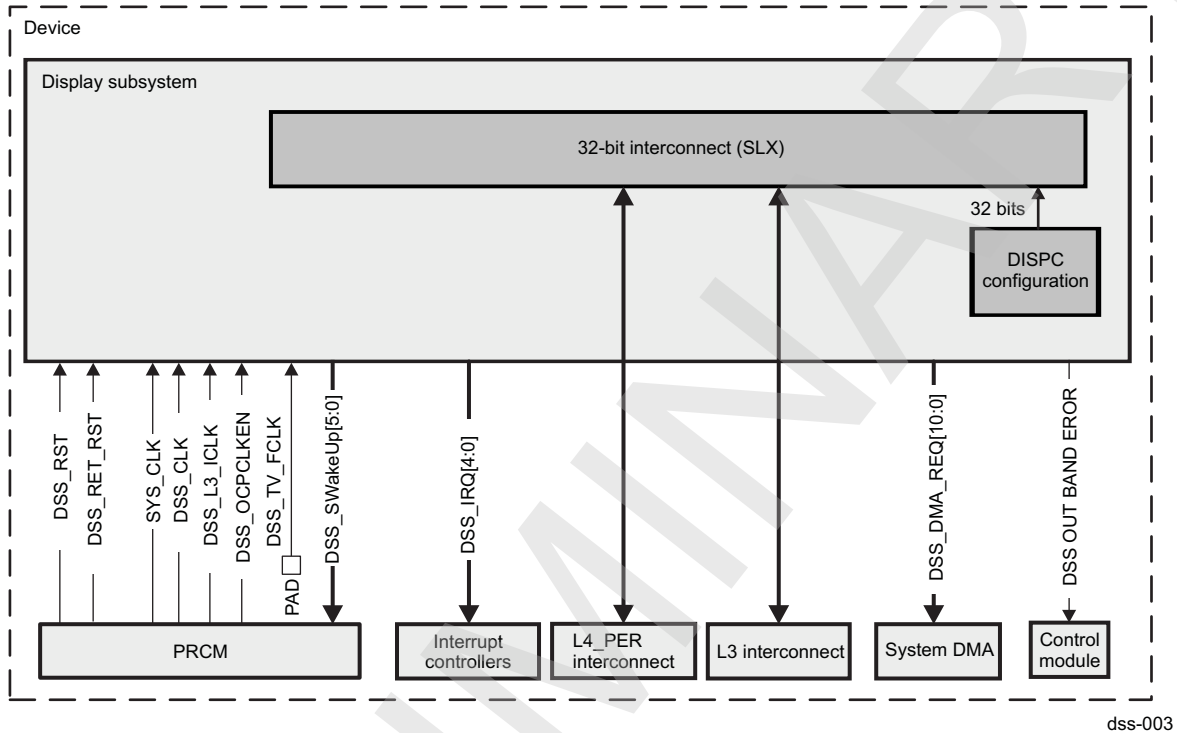 Device
Display subsystem
32-bit interconnect (SLX)
32 bits
DISPC
configuration
DSS_RST
DSS_RET_RST
SYS_CLK
DSS_CLK
DSS_L3_ICLK
DSS_OCPCLKEN
DSS_TV_FCLK
PAD
DSS_SWakeUp[5:0]
DSS_IRQ[4:0]
DSS_DMA_REQ[10:0]
DSS OUT BAND EROR
PRCM
Interrupt
controllers
L4_PER
interconnect
L3 interconnect
System DMA
Control
module
dss-003